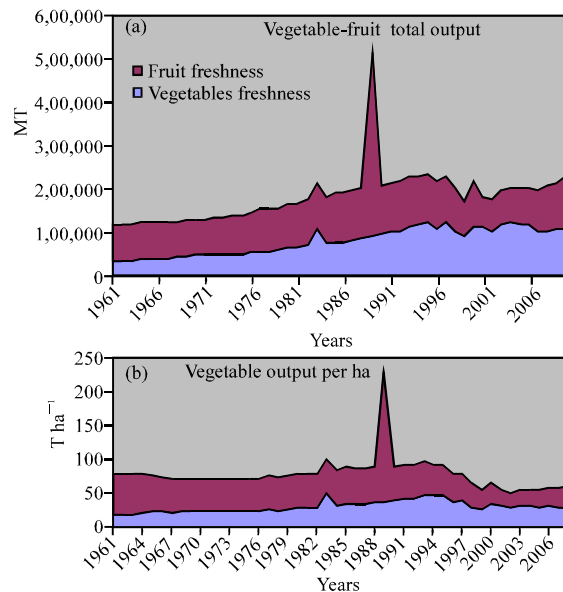 (a) Vegetable-fruit total output
Fruit freshness
Vegetables freshness
MT
6,00,000
5,00,000
4,00,000
3,00,000
2,00,000
1,00,000
0
1961 1966 1971 1976 1981 1986 1991 1996 2001 2006
Years
(b) Vegetable output per ha
T ha⁻¹
250
200
150
100
50
0
1961 1964 1967 1970 1973 1976 1979 1982 1985 1988 1991 1994 1997 2000 2003 2006
Years